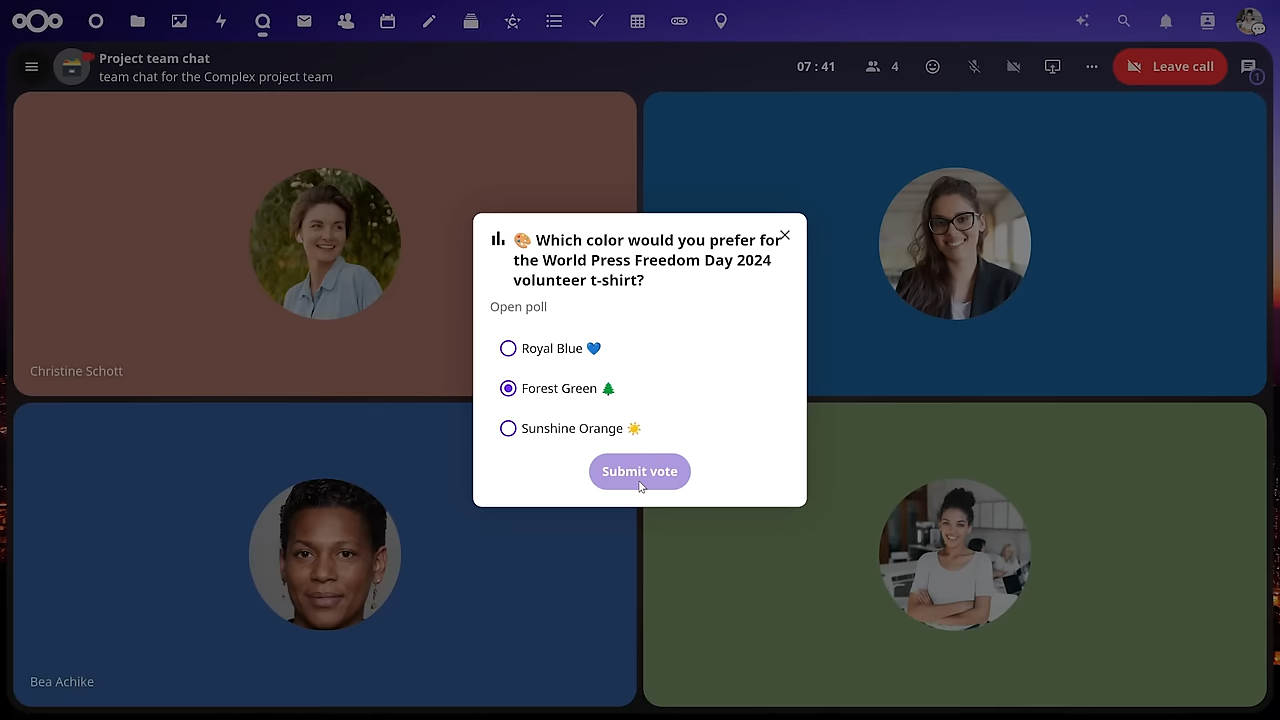 Project team chat
team chat for the Complex project team
07 : 41
4
Leave call
1
🎨 Which color would you prefer for
the World Press Freedom Day 2024
volunteer t-shirt?
Open poll
Royal Blue 💙
Forest Green 🌲
Sunshine Orange ☀️
Submit vote
Christine Schott
Bea Achike